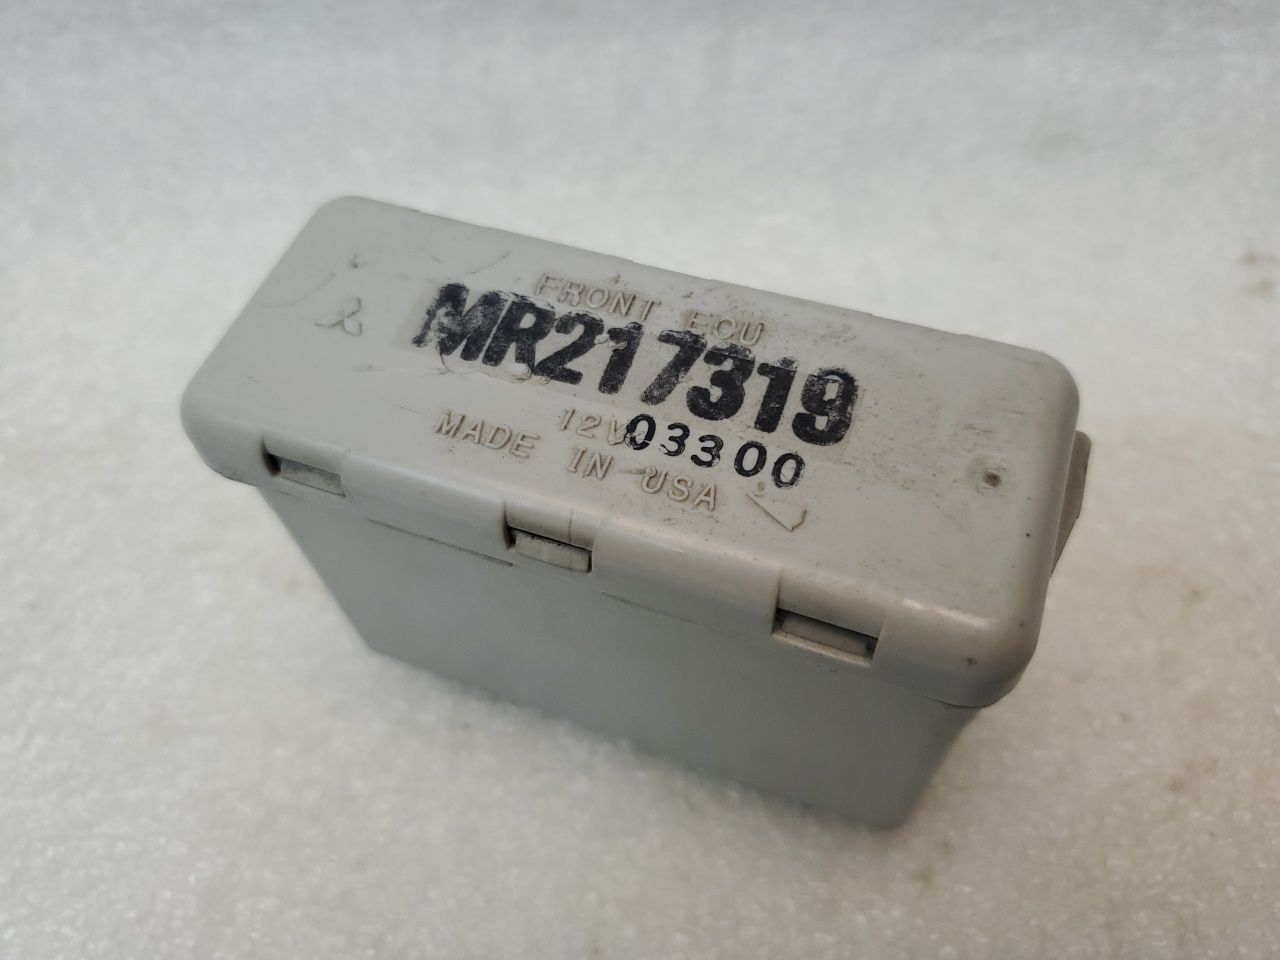 FRONT ECU
MR217319
12V 03300
MADE IN USA